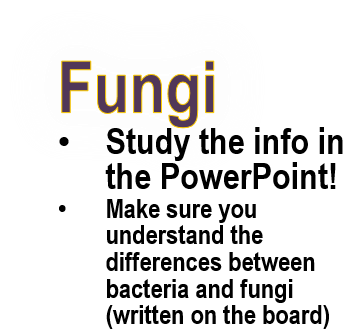 Fungi
• Study the info in
the PowerPoint!
• Make sure you
understand the
differences between
bacteria and fungi
(written on the board)